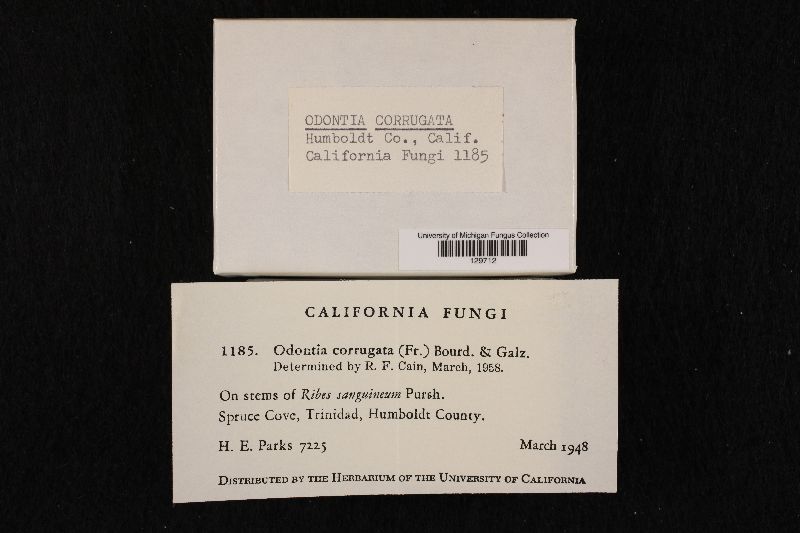 ODONTIA CORRUGATA
Humboldt Co., Calif.
California Fungi 1185
University of Michigan Fungus Collection
129712
CALIFORNIA FUNGI
1185. Odontia corrugata (Fr.) Bourd. & Galz.
Determined by R. F. Cain, March, 1958.
On stems of Ribes sanguineum Pursh.
Spruce Cove, Trinidad, Humboldt County.
H. E. Parks 7225 March 1948
DISTRIBUTED BY THE HERBARIUM OF THE UNIVERSITY OF CALIFORNIA